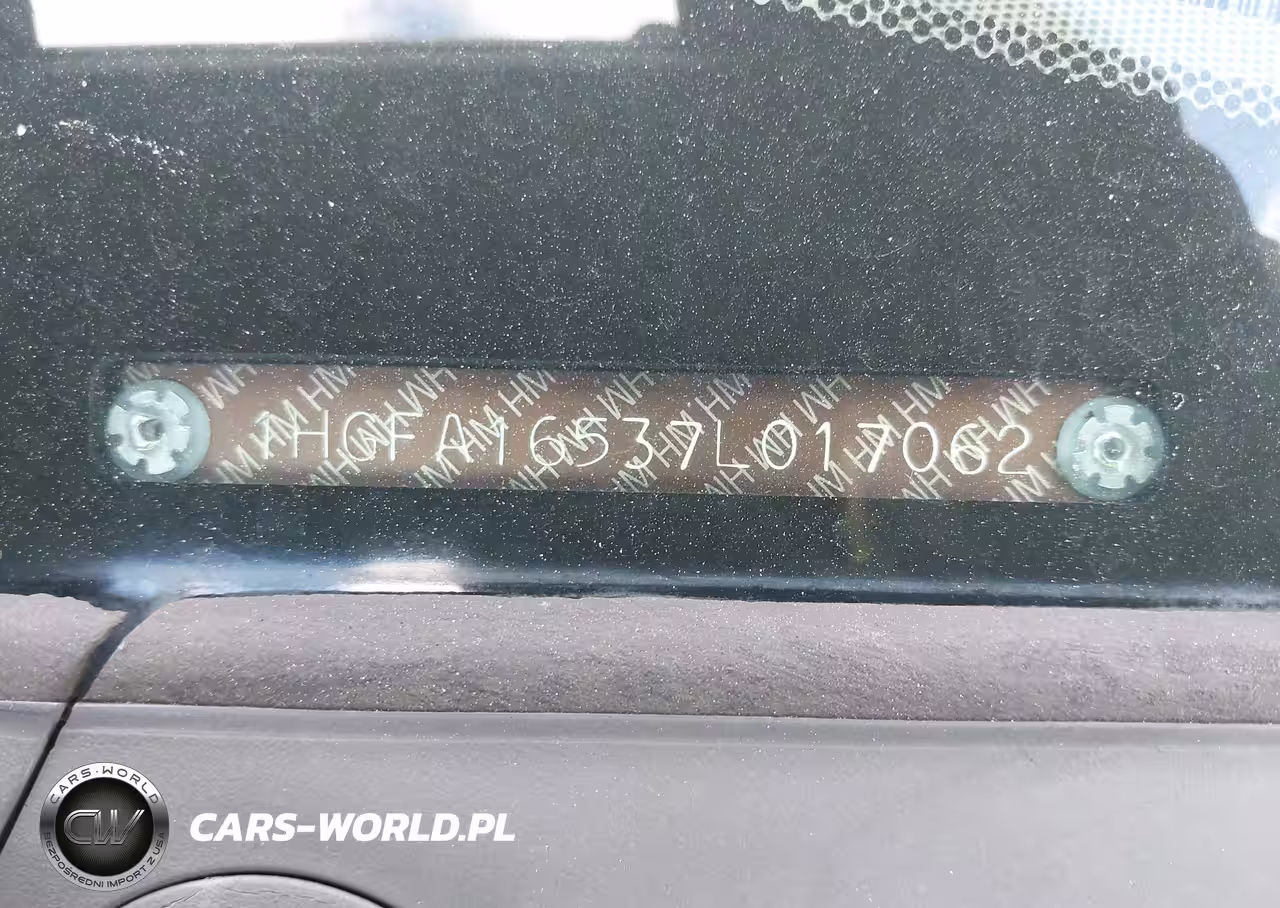 1HGFA16537L017062
CARS·WORLD
CW
BEZPOŚREDNI IMPORT Z USA
CARS-WORLD.PL